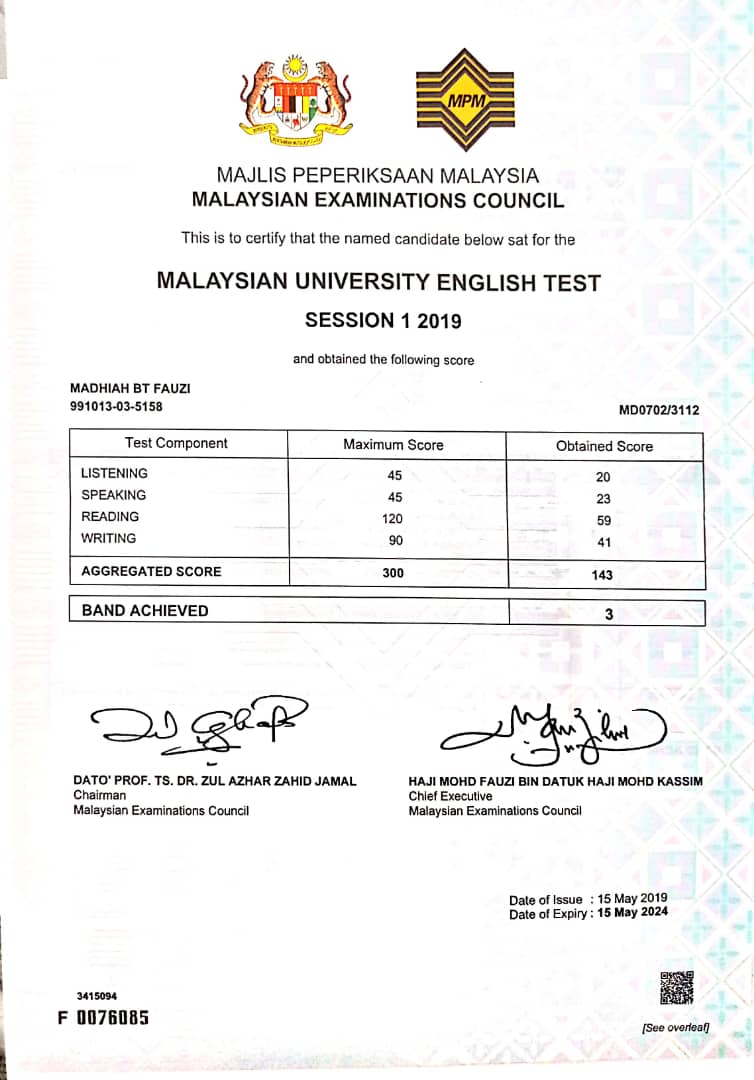 MPM
MAJLIS PEPERIKSAAN MALAYSIA
MALAYSIAN EXAMINATIONS COUNCIL
This is to certify that the named candidate below sat for the
MALAYSIAN UNIVERSITY ENGLISH TEST
SESSION 1 2019
and obtained the following score
MADHIAH BT FAUZI
991013-03-5158
MD0702/3112
Test Component Maximum Score Obtained Score
LISTENING 45 20
SPEAKING 45 23
READING 120 59
WRITING 90 41
AGGREGATED SCORE 300 143
BAND ACHIEVED 3
DATO' PROF. TS. DR. ZUL AZHAR ZAHID JAMAL
Chairman
Malaysian Examinations Council
HAJI MOHD FAUZI BIN DATUK HAJI MOHD KASSIM
Chief Executive
Malaysian Examinations Council
Date of Issue : 15 May 2019
Date of Expiry : 15 May 2024
3415094
F 0076085
[See overleaf]